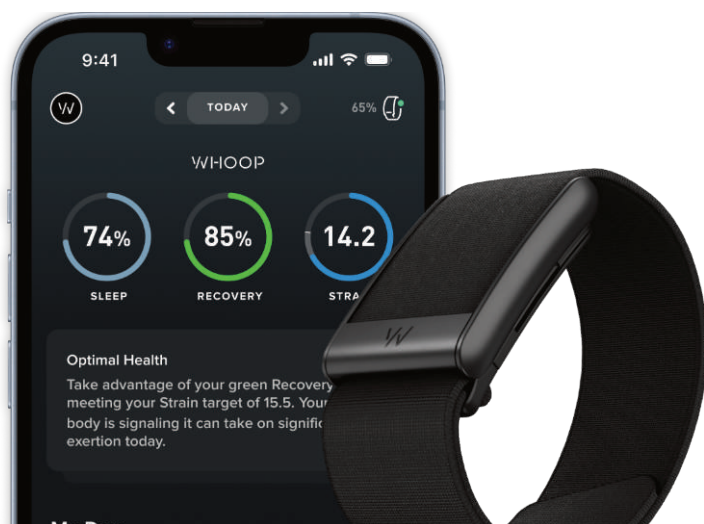 9:41
W
TODAY
65%
WHOOP
74%
85%
14.2
SLEEP
RECOVERY
Optimal Health
Take advantage of your green Recovery
meeting your Strain target of 15.5. Your
body is signaling it can take on
exertion today.
W